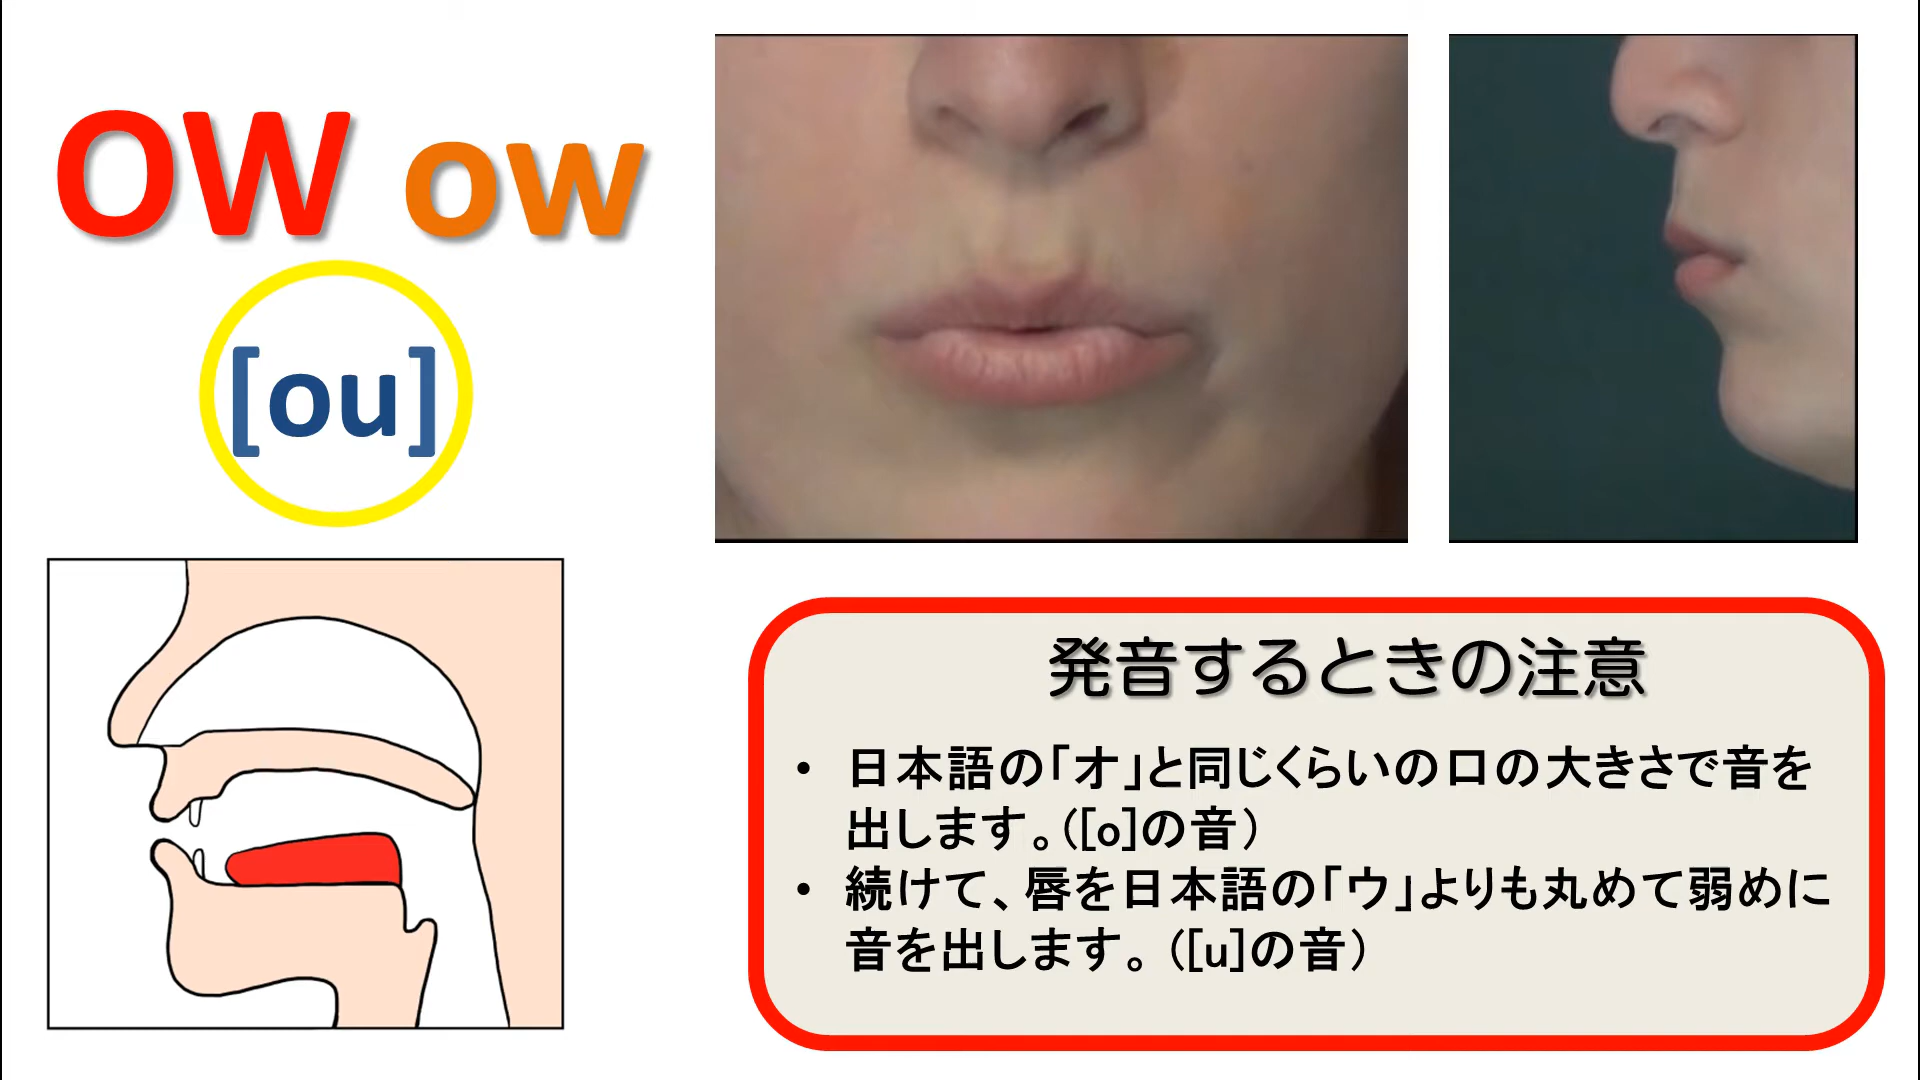 OW ow
[ou]
発音するときの注意
• 日本語の「オ」と同じくらいの口の大きさで音を
出します。([o]の音）
• 続けて、唇を日本語の「ウ」よりも丸めて弱めに
音を出します。([u]の音）